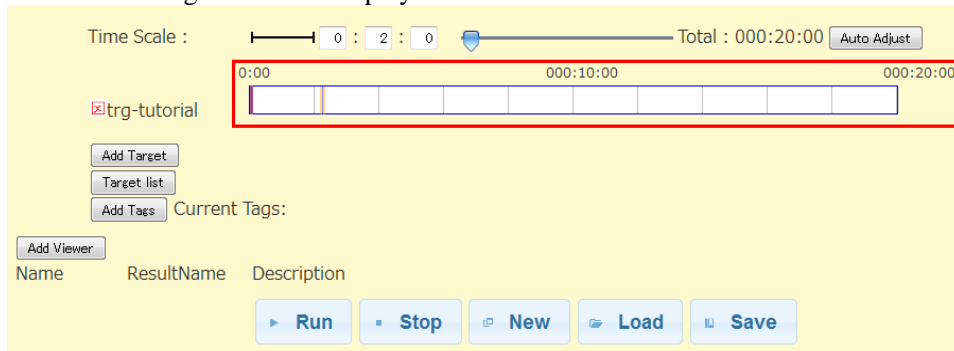 Time Scale : 0 : 2 : 0 Total : 000:20:00 Auto Adjust
0:00 000:10:00 000:20:00
trg-tutorial
Add Target
Target list
Add Tags Current Tags:
Add Viewer
Name ResultName Description
Run Stop New Load Save